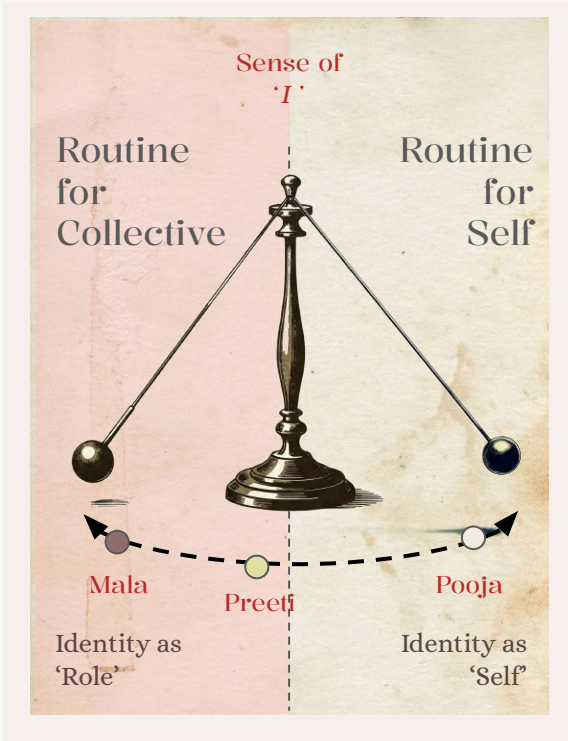 Sense of
‘I’
Routine
for
Collective
Routine
for
Self
Mala
Preeti
Pooja
Identity as
‘Role’
Identity as
‘Self’